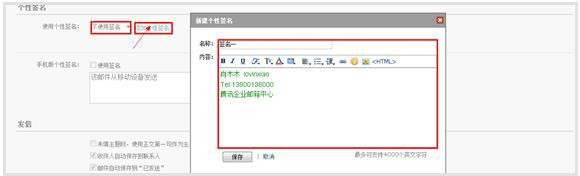 个性签名
使用个性签名：
不使用签名
个性签名
手机版个性签名：
使用签名
该邮件从移动设备发送
发信
未填主题时，使用正文第一句作为主
收件人自动保存到联系人
邮件自动保存到“已发送”
新建个性签名
名称：
签名一
内容：
B I U
<HTML>
肖木木 lovinxiao
Tel 13800138000
腾讯企业邮箱中心
保存 | 取消
最多可支持4000个英文字符